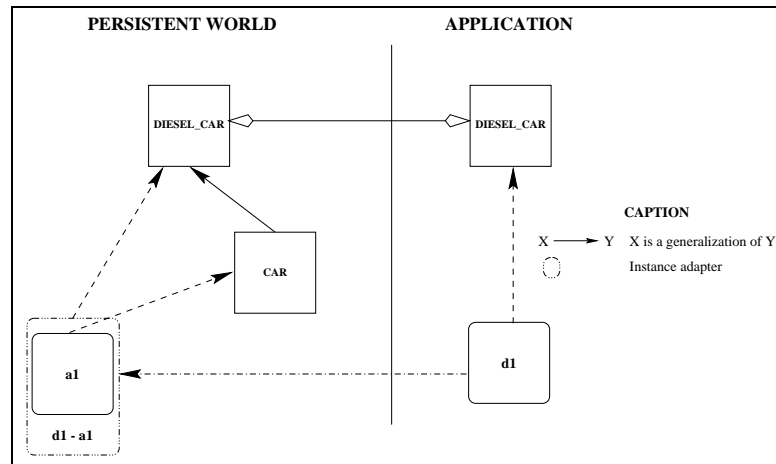 PERSISTENT WORLD
APPLICATION
DIESEL_CAR
DIESEL_CAR
CAPTION
X Y X is a generalization of Y
Instance adapter
CAR
a1
d1
d1 - a1